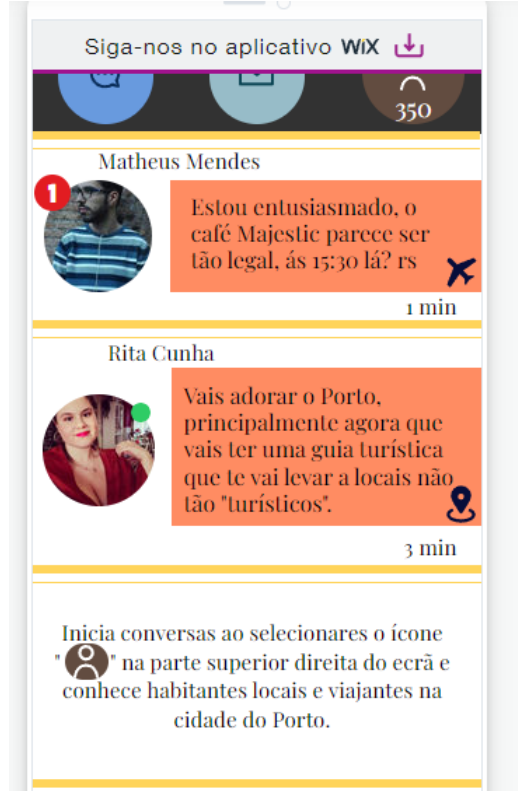 Siga-nos no aplicativo WiX
350
Matheus Mendes
1
Estou entusiasmado, o
café Majestic parece ser
tão legal, ás 15:30 lá? rs
1 min
Rita Cunha
Vais adorar o Porto,
principalmente agora que
vais ter uma guia turística
que te vai levar a locais não
tão "turísticos".
3 min
Inicia conversas ao selecionares o ícone
" " na parte superior direita do ecrã e
conhece habitantes locais e viajantes na
cidade do Porto.